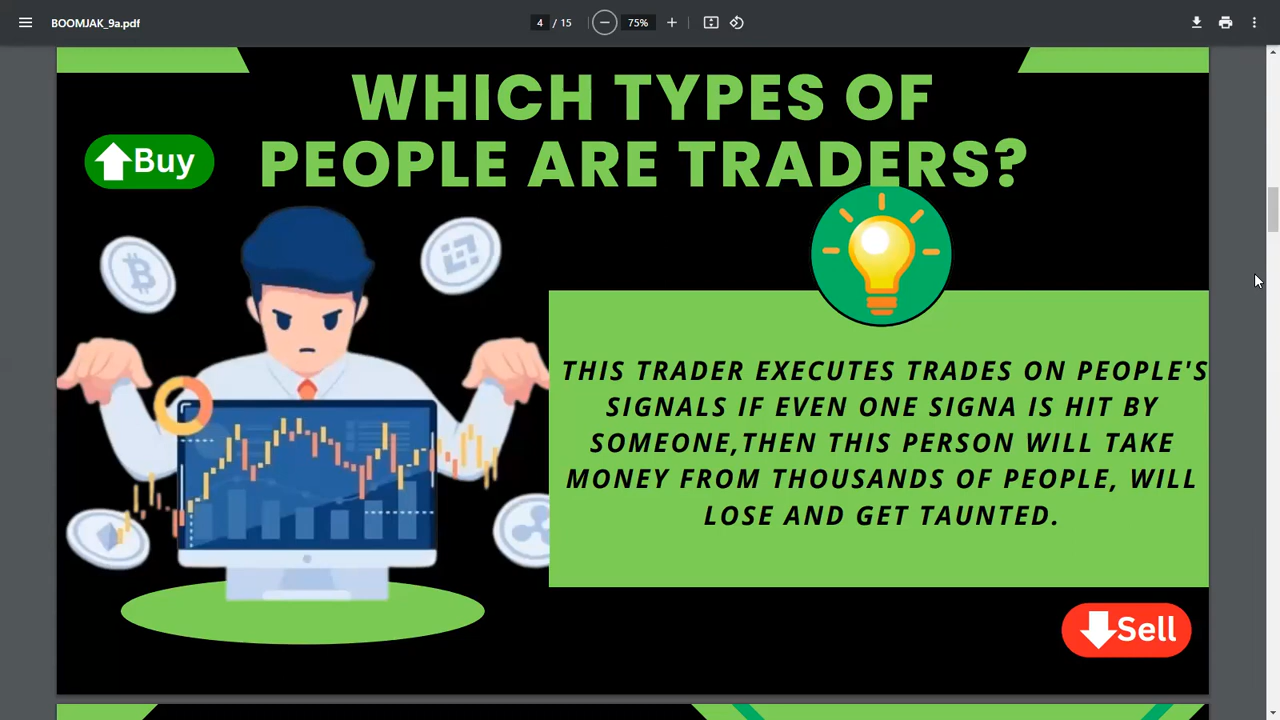 BOOMJAK_9a.pdf
4 / 15
75%
WHICH TYPES OF
PEOPLE ARE TRADERS?
Buy
THIS TRADER EXECUTES TRADES ON PEOPLE'S
SIGNALS IF EVEN ONE SIGNA IS HIT BY
SOMEONE,THEN THIS PERSON WILL TAKE
MONEY FROM THOUSANDS OF PEOPLE, WILL
LOSE AND GET TAUNTED.
Sell